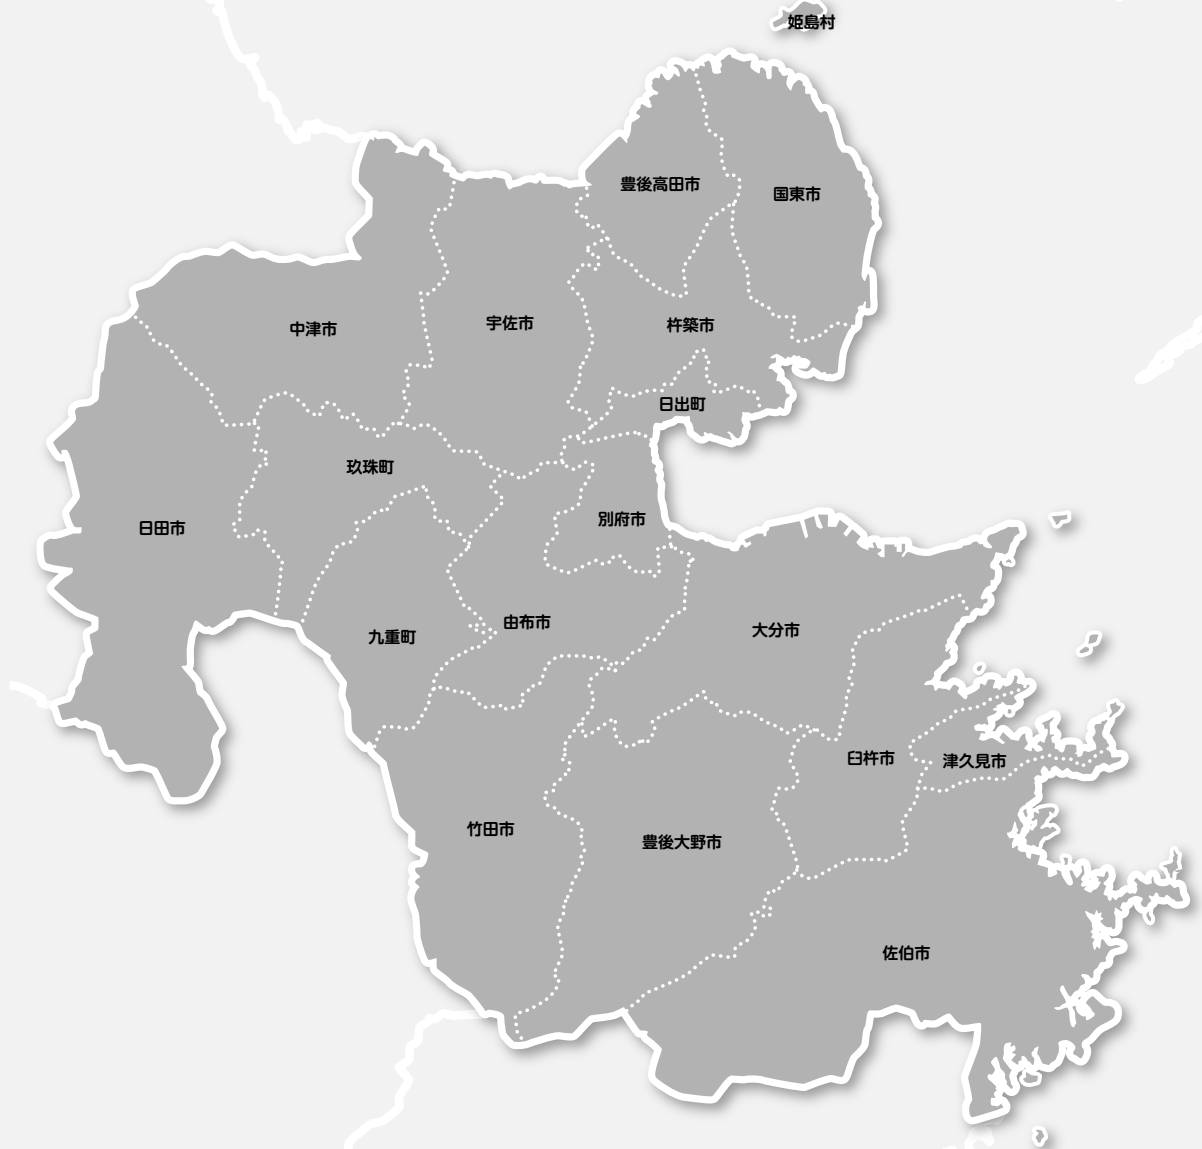 姫島村
豊後高田市
国東市
中津市
宇佐市
杵築市
日出町
玖珠町
日田市
別府市
九重町
由布市
大分市
臼杵市
津久見市
竹田市
豊後大野市
佐伯市